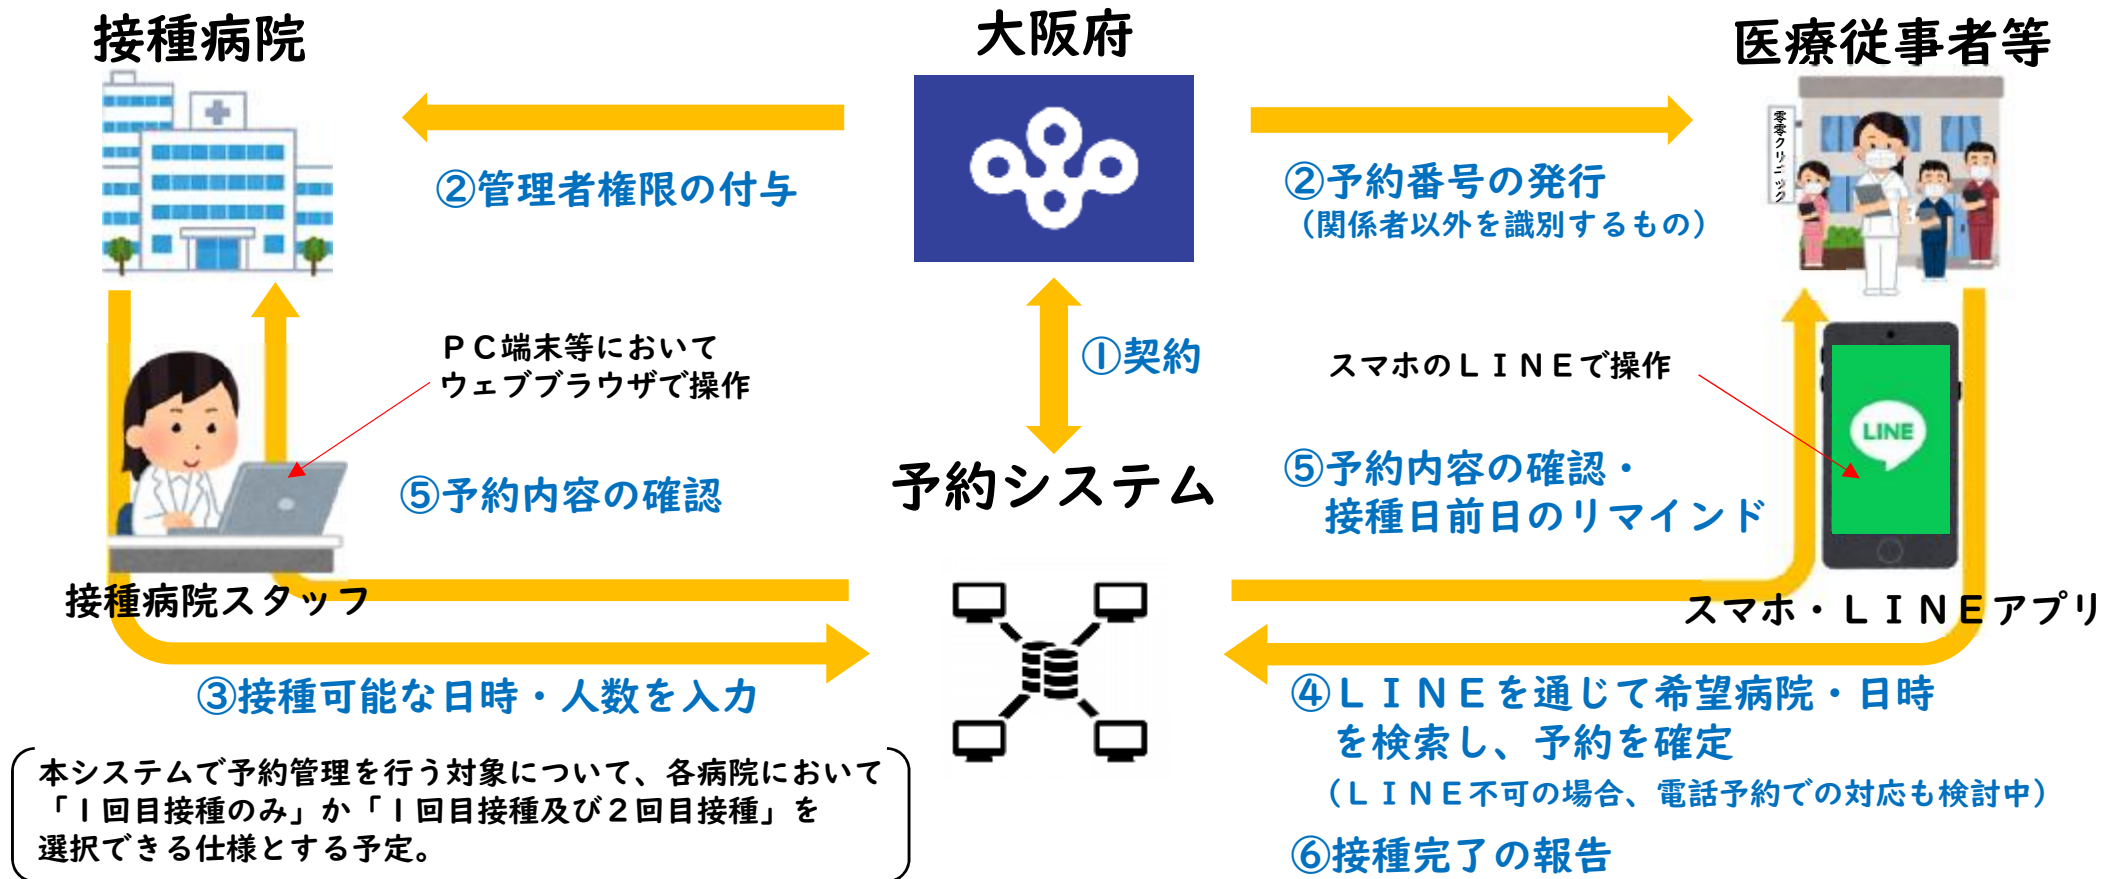 接種病院
大阪府
医療従事者等
零零クリニック
②管理者権限の付与
②予約番号の発行
（関係者以外を識別するもの）
ＰＣ端末等において
ウェブブラウザで操作
①契約
スマホのＬＩＮＥで操作
LINE
⑤予約内容の確認
予約システム
⑤予約内容の確認・
接種日前日のリマインド
接種病院スタッフ
スマホ・ＬＩＮＥアプリ
③接種可能な日時・人数を入力
④ＬＩＮＥを通じて希望病院・日時
を検索し、予約を確定
（ＬＩＮＥ不可の場合、電話予約での対応も検討中）
本システムで予約管理を行う対象について、各病院において
「１回目接種のみ」か「１回目接種及び２回目接種」を
選択できる仕様とする予定。
⑥接種完了の報告